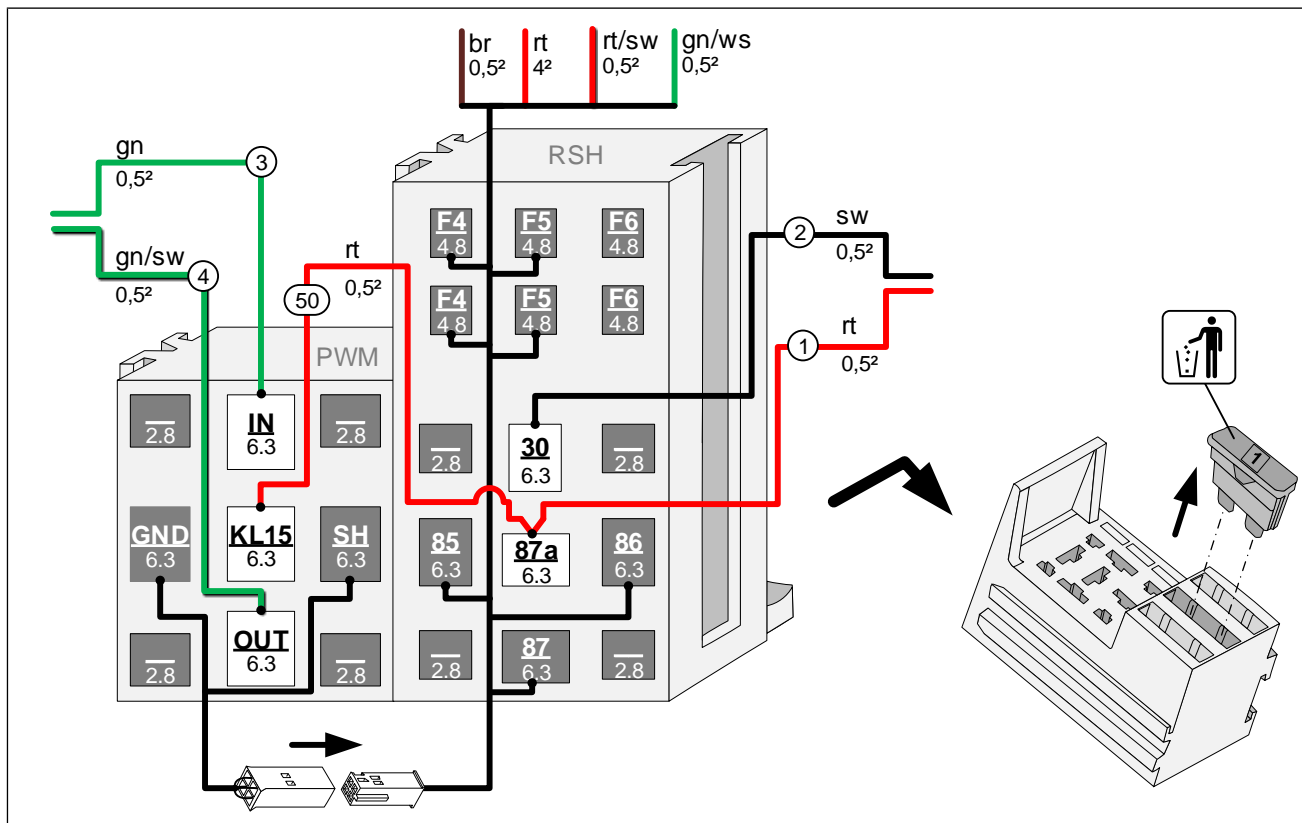 br
0,5²
rt
4²
rt/sw
0,5²
gn/ws
0,5²
gn
0,5²
3
gn/sw
0,5²
4
rt
0,5²
50
RSH
F4
4.8
F5
4.8
F6
4.8
F4
4.8
F5
4.8
F6
4.8
2
sw
0,5²
1
rt
0,5²
PWM
2.8
IN
6.3
2.8
2.8
30
6.3
2.8
GND
6.3
KL15
6.3
SH
6.3
85
6.3
87a
6.3
86
6.3
2.8
OUT
6.3
2.8
2.8
87
6.3
2.8
1